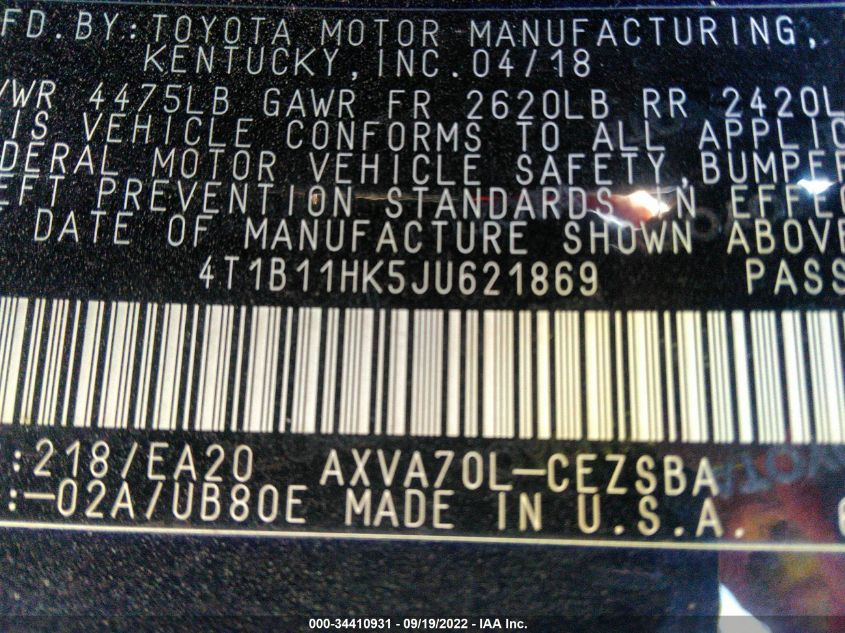 FD. BY: TOYOTA MOTOR MANUFACTURING,
KENTUCKY, INC. 04/18
VWR 4475LB GAWR FR 2620LB RR 2420L
IS VEHICLE CONFORMS TO ALL APPLIC
DERAL MOTOR VEHICLE SAFETY, BUMPER
EFT PREVENTION STANDARDS IN EFFEC
DATE OF MANUFACTURE SHOWN ABOVE
4T1B11HK5JU621869 PASS
:218/EA20 AXVA70L-CEZSBA
:-02A/UB80E MADE IN U.S.A.
000-34410931 - 09/19/2022 - IAA Inc.